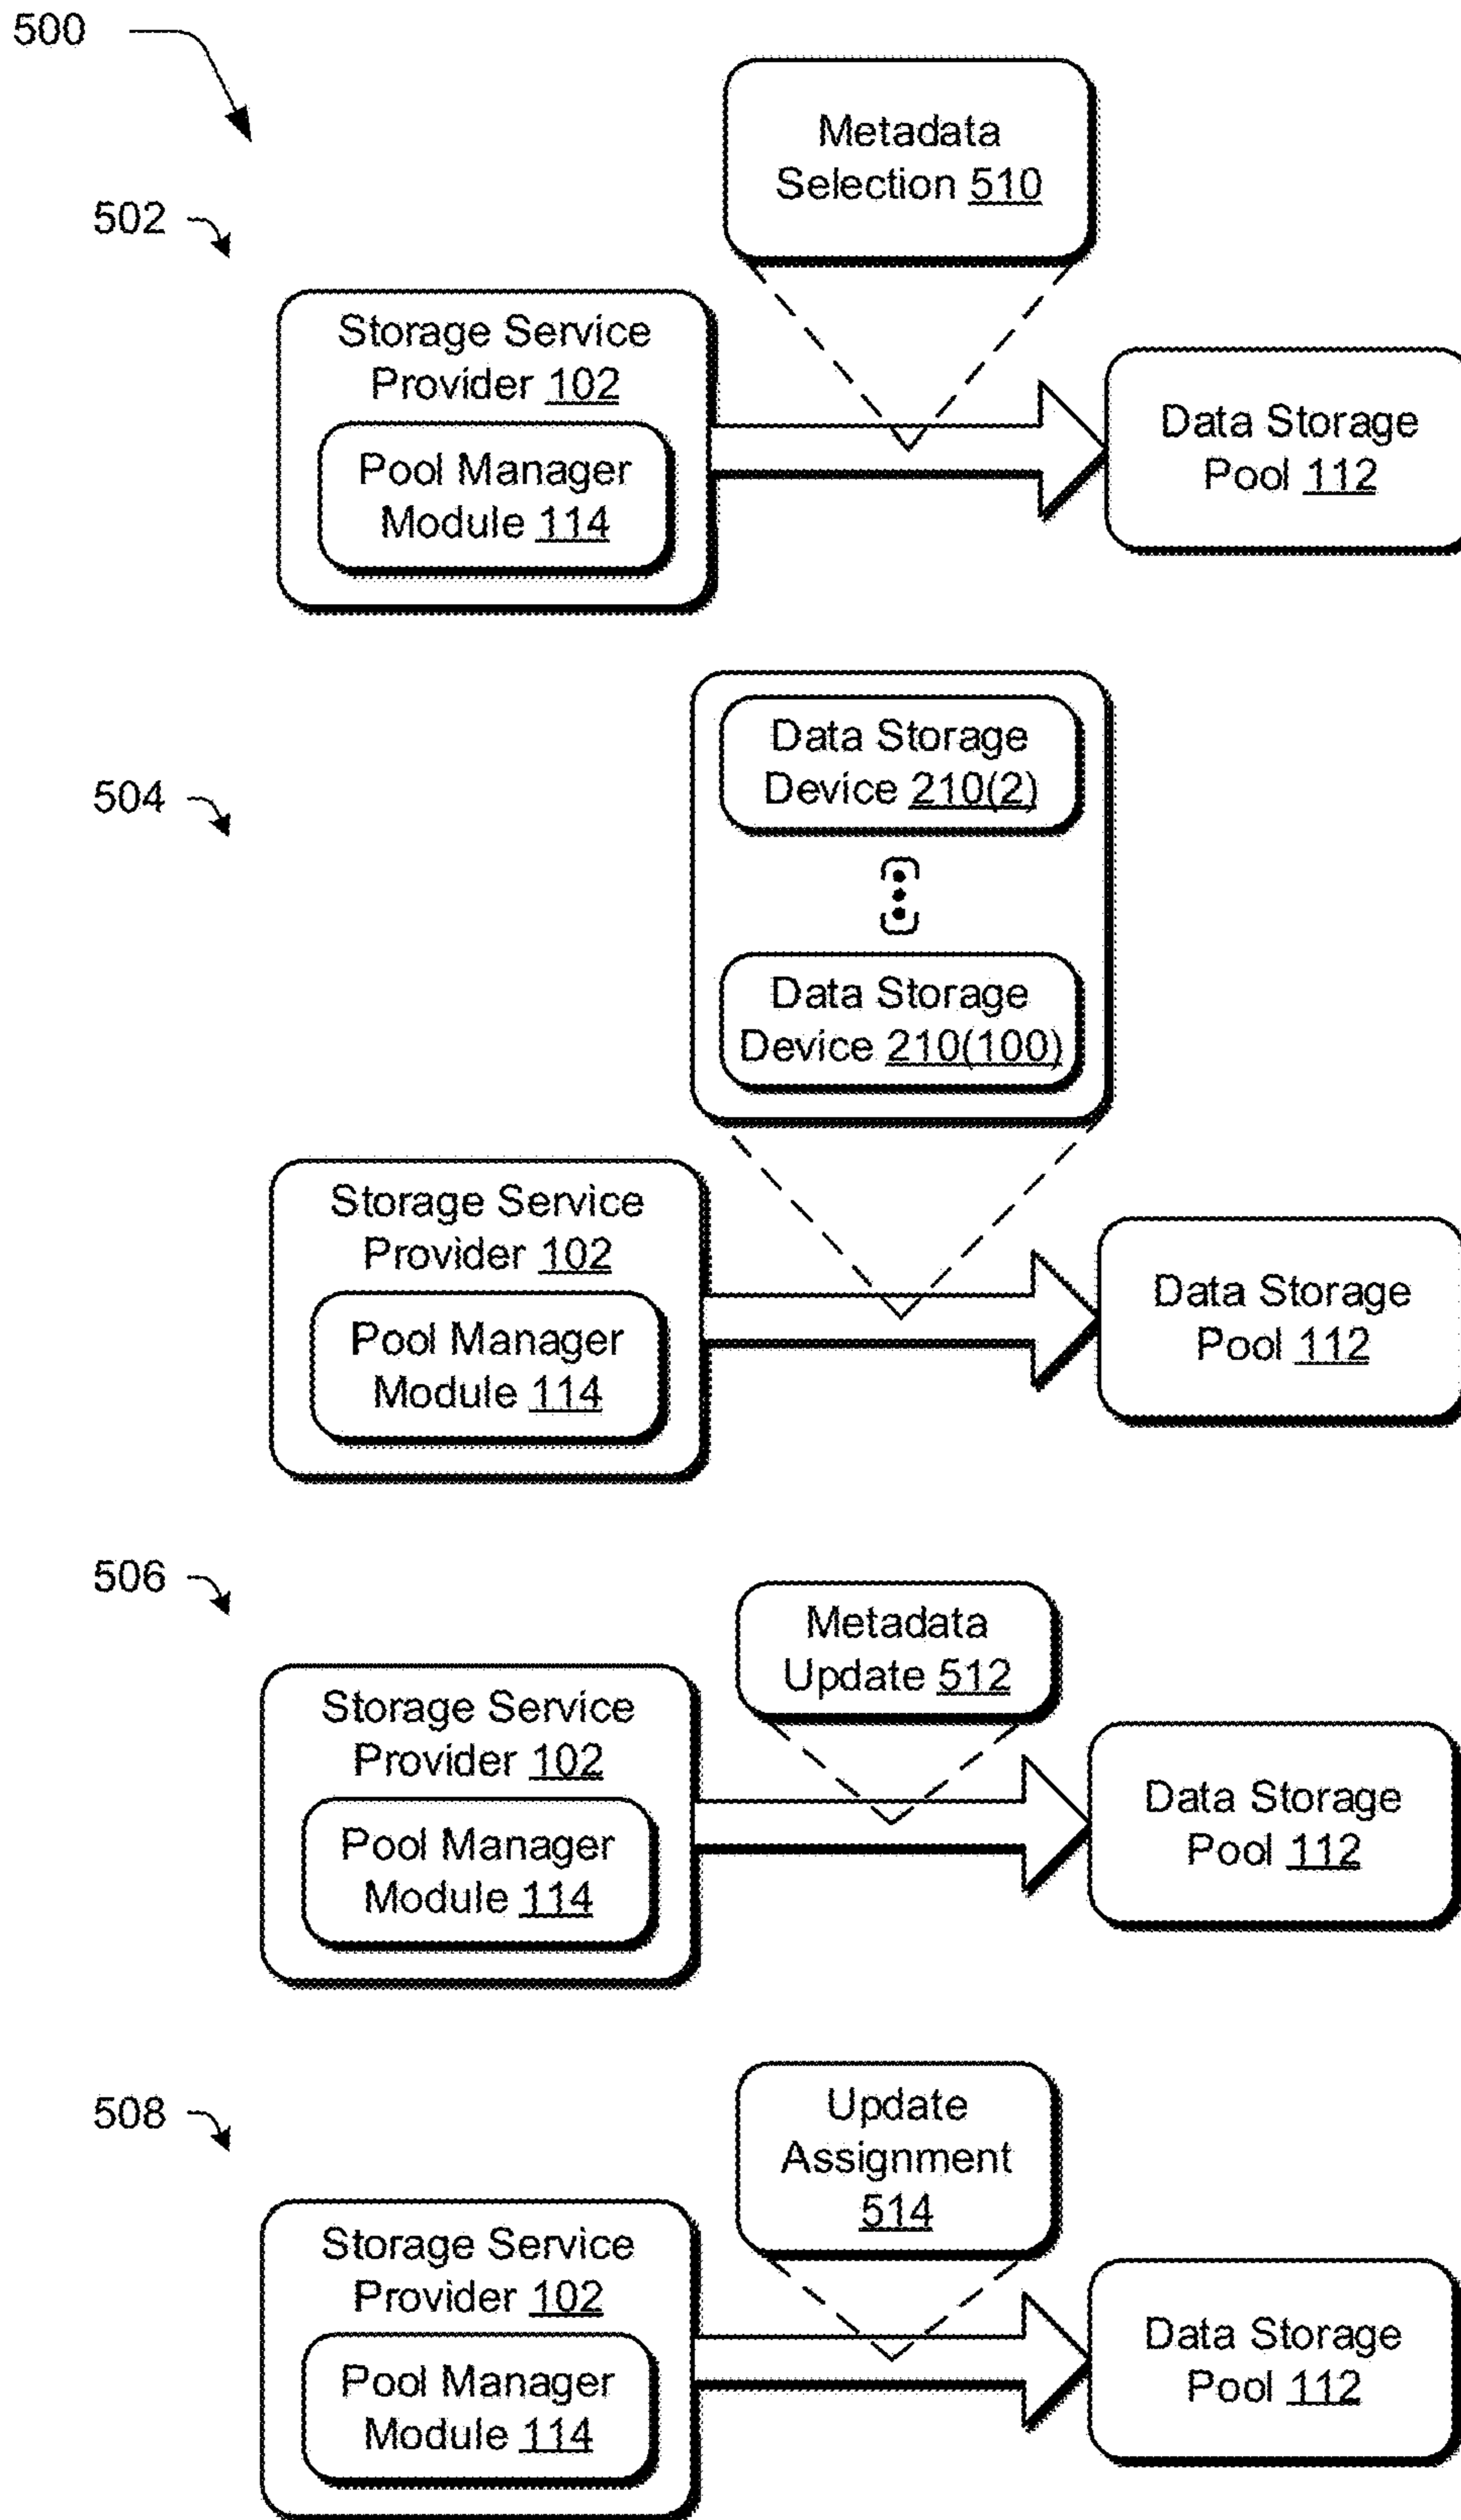 500
Metadata
Selection 510
502
Storage Service
Provider 102
Pool Manager
Module 114
Data Storage
Pool 112
504
Data Storage
Device 210(2)
Data Storage
Device 210(100)
Storage Service
Provider 102
Pool Manager
Module 114
Data Storage
Pool 112
506
Metadata
Update 512
Storage Service
Provider 102
Pool Manager
Module 114
Data Storage
Pool 112
508
Update
Assignment
514
Storage Service
Provider 102
Pool Manager
Module 114
Data Storage
Pool 112